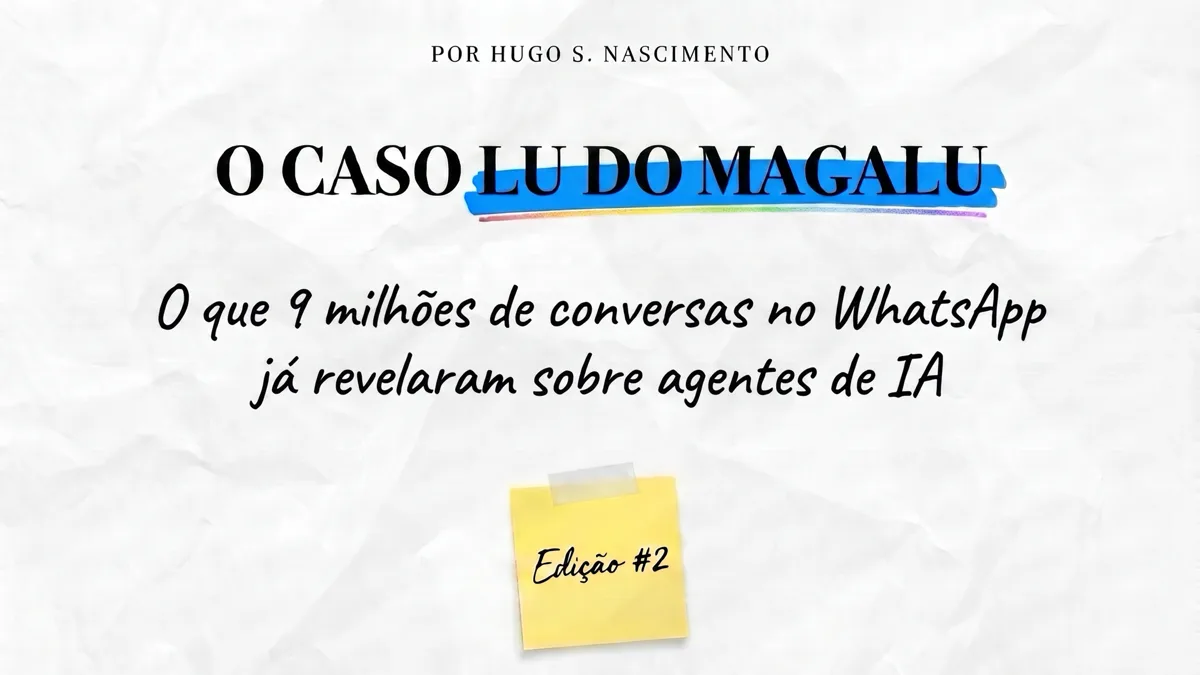 POR HUGO S. NASCIMENTO
O CASO LU DO MAGALU
O que 9 milhões de conversas no WhatsApp
já revelaram sobre agentes de IA
Edição #2